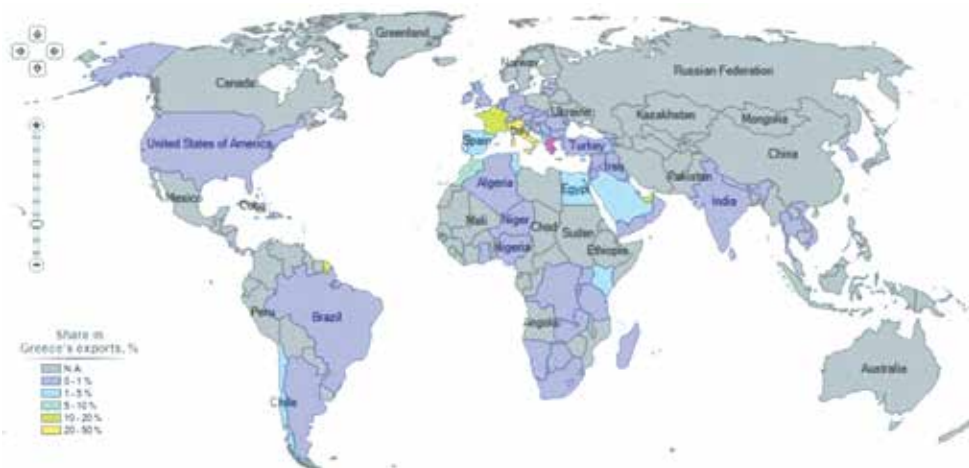 Greenland
Norway
Canada
Russian Federation
Ukraine
Kazakhstan
Mongolia
United States of America
Spain
Turkey
China
Iraq
Pakistan
Mexico
Cuba
Algeria
Egypt
India
Mali
Niger
Chad
Sudan
Nigeria
Ethiopia
Peru
Brazil
Angola
Chile
Australia
Share in
Greece's exports, %
N.A.
0 - 1 %
1 - 5 %
5 - 10 %
10 - 20 %
20 - 50 %